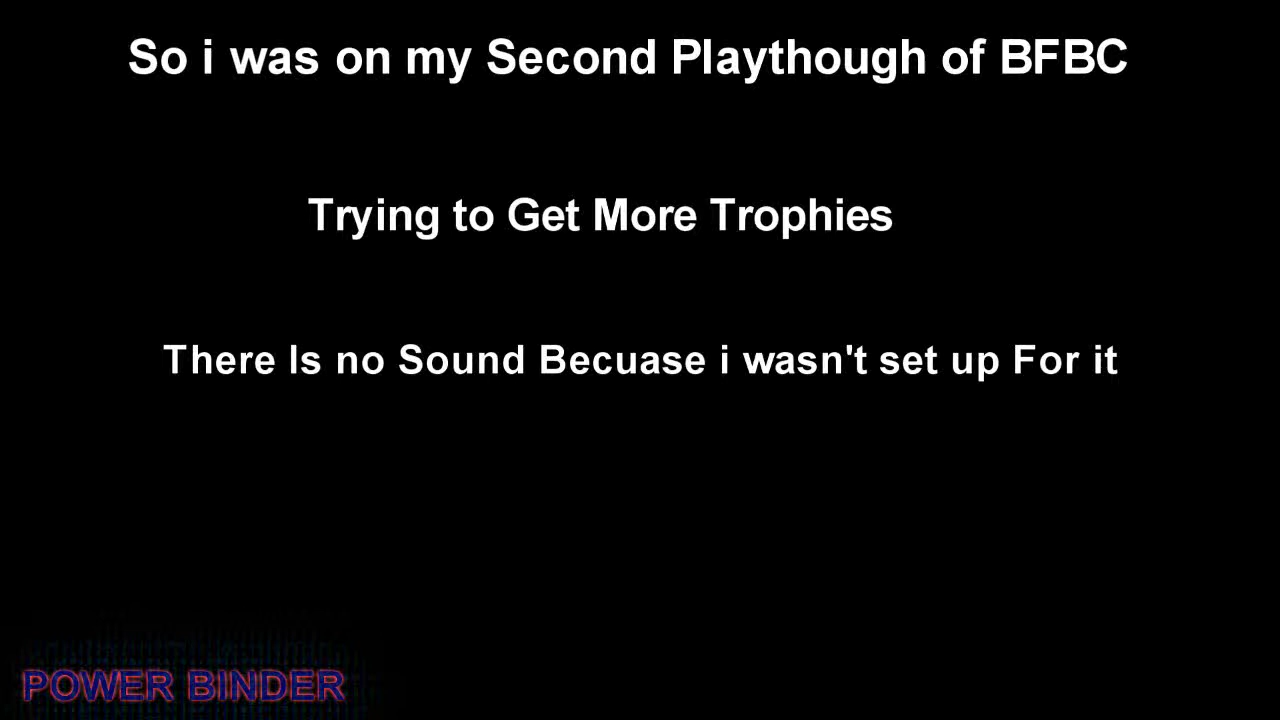 So i was on my Second Playthough of BFBC
Trying to Get More Trophies
There Is no Sound Becuase i wasn't set up For it
POWER BINDER